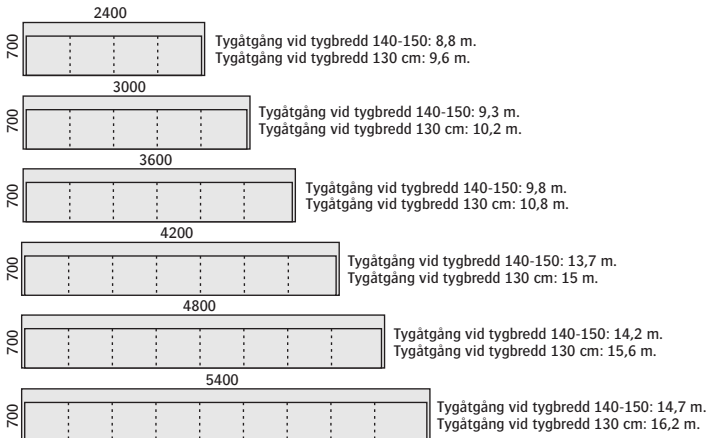 2400
700
Tygåtgång vid tygbredd 140-150: 8,8 m.
Tygåtgång vid tygbredd 130 cm: 9,6 m.
3000
700
Tygåtgång vid tygbredd 140-150: 9,3 m.
Tygåtgång vid tygbredd 130 cm: 10,2 m.
3600
700
Tygåtgång vid tygbredd 140-150: 9,8 m.
Tygåtgång vid tygbredd 130 cm: 10,8 m.
4200
700
Tygåtgång vid tygbredd 140-150: 13,7 m.
Tygåtgång vid tygbredd 130 cm: 15 m.
4800
700
Tygåtgång vid tygbredd 140-150: 14,2 m.
Tygåtgång vid tygbredd 130 cm: 15,6 m.
5400
700
Tygåtgång vid tygbredd 140-150: 14,7 m.
Tygåtgång vid tygbredd 130 cm: 16,2 m.